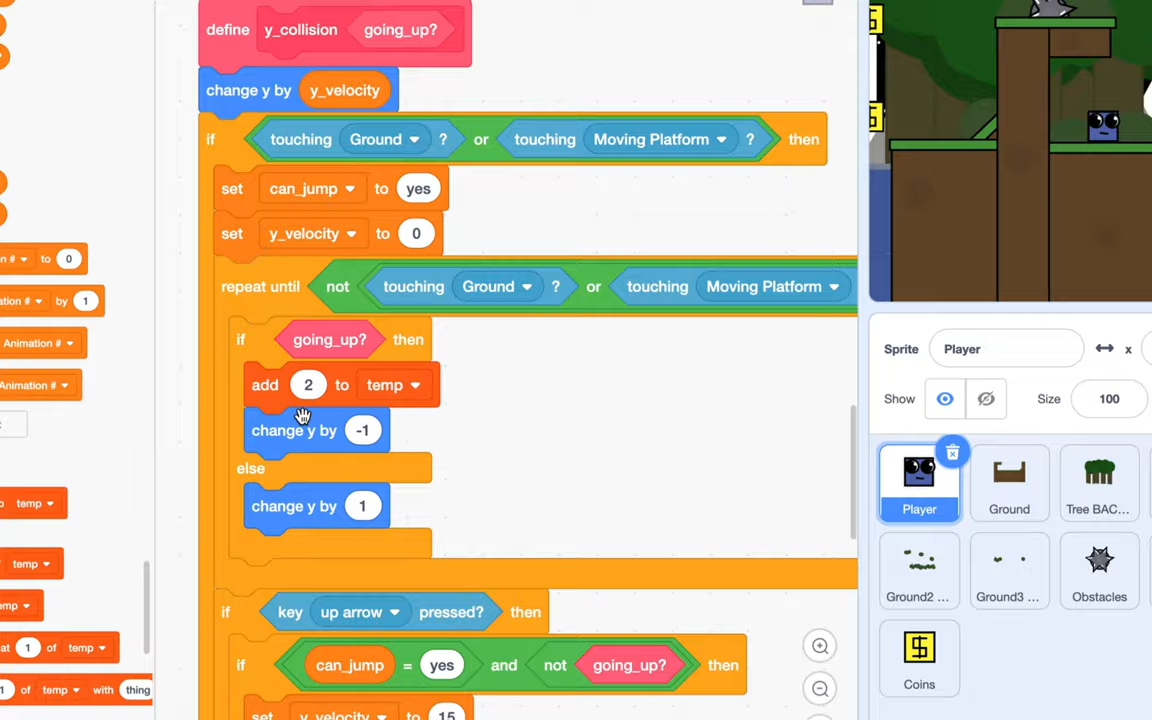 define y_collision going_up?
change y by y_velocity
if touching Ground ? or touching Moving Platform ? then
set can_jump to yes
set y_velocity to 0
repeat until not touching Ground ? or touching Moving Platform
if going_up? then
add 2 to temp
change y by -1
else
change y by 1
if key up arrow pressed? then
if can_jump = yes and not going_up? then
set y_velocity to 15
to 0
by 1
Animation #
temp
temp
at 1 of temp
1 of temp with thing
Sprite Player x
Show Size 100
Player Ground Tree BAC...
Ground2 ... Ground3 ... Obstacles
Coins